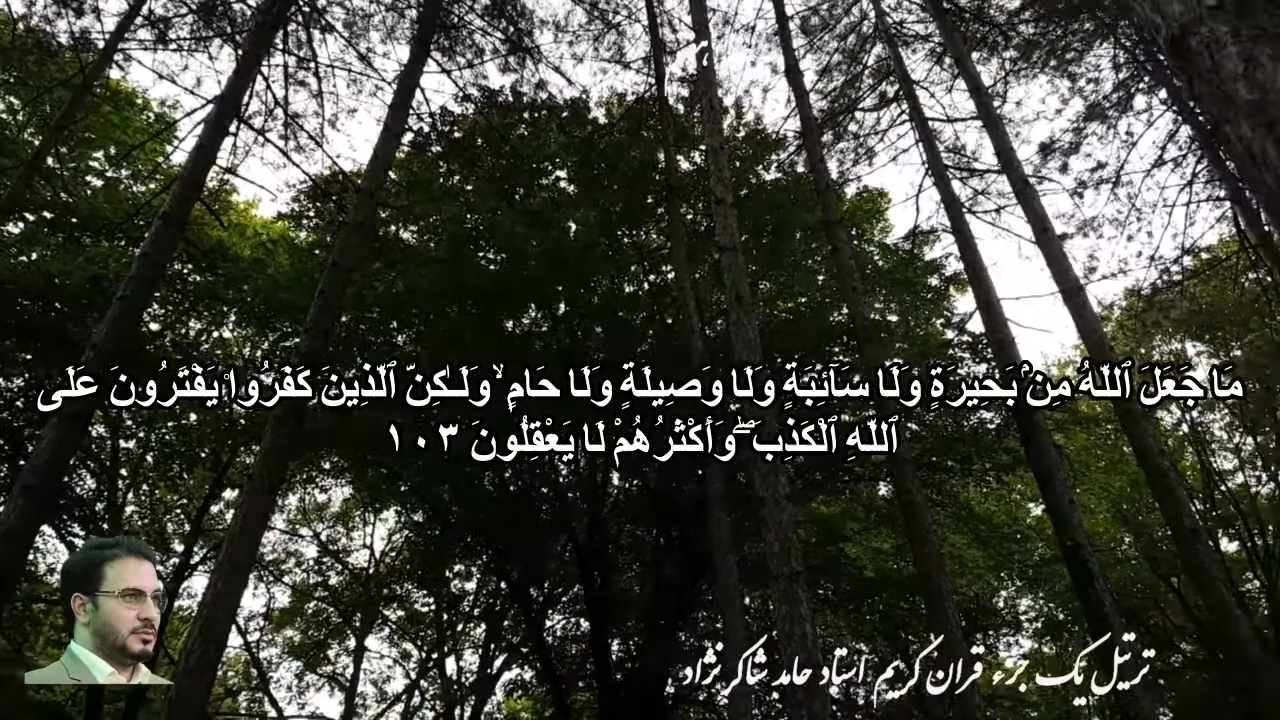 مَا جَعَلَ ٱللَّهُ مِنۢ بَحِيرَةٍ وَلَا سَآئِبَةٍ وَلَا وَصِيلَةٍ وَلَا حَامٍ ۙ وَلَـٰكِنَّ ٱلَّذِينَ كَفَرُوا۟ يَفْتَرُونَ عَلَى
ٱللَّهِ ٱلْكَذِبَ ۖ وَأَكْثَرُهُمْ لَا يَعْقِلُونَ ١٠٣
ترتیل یک جزء قران کریم استاد حامد شاکر نژاد